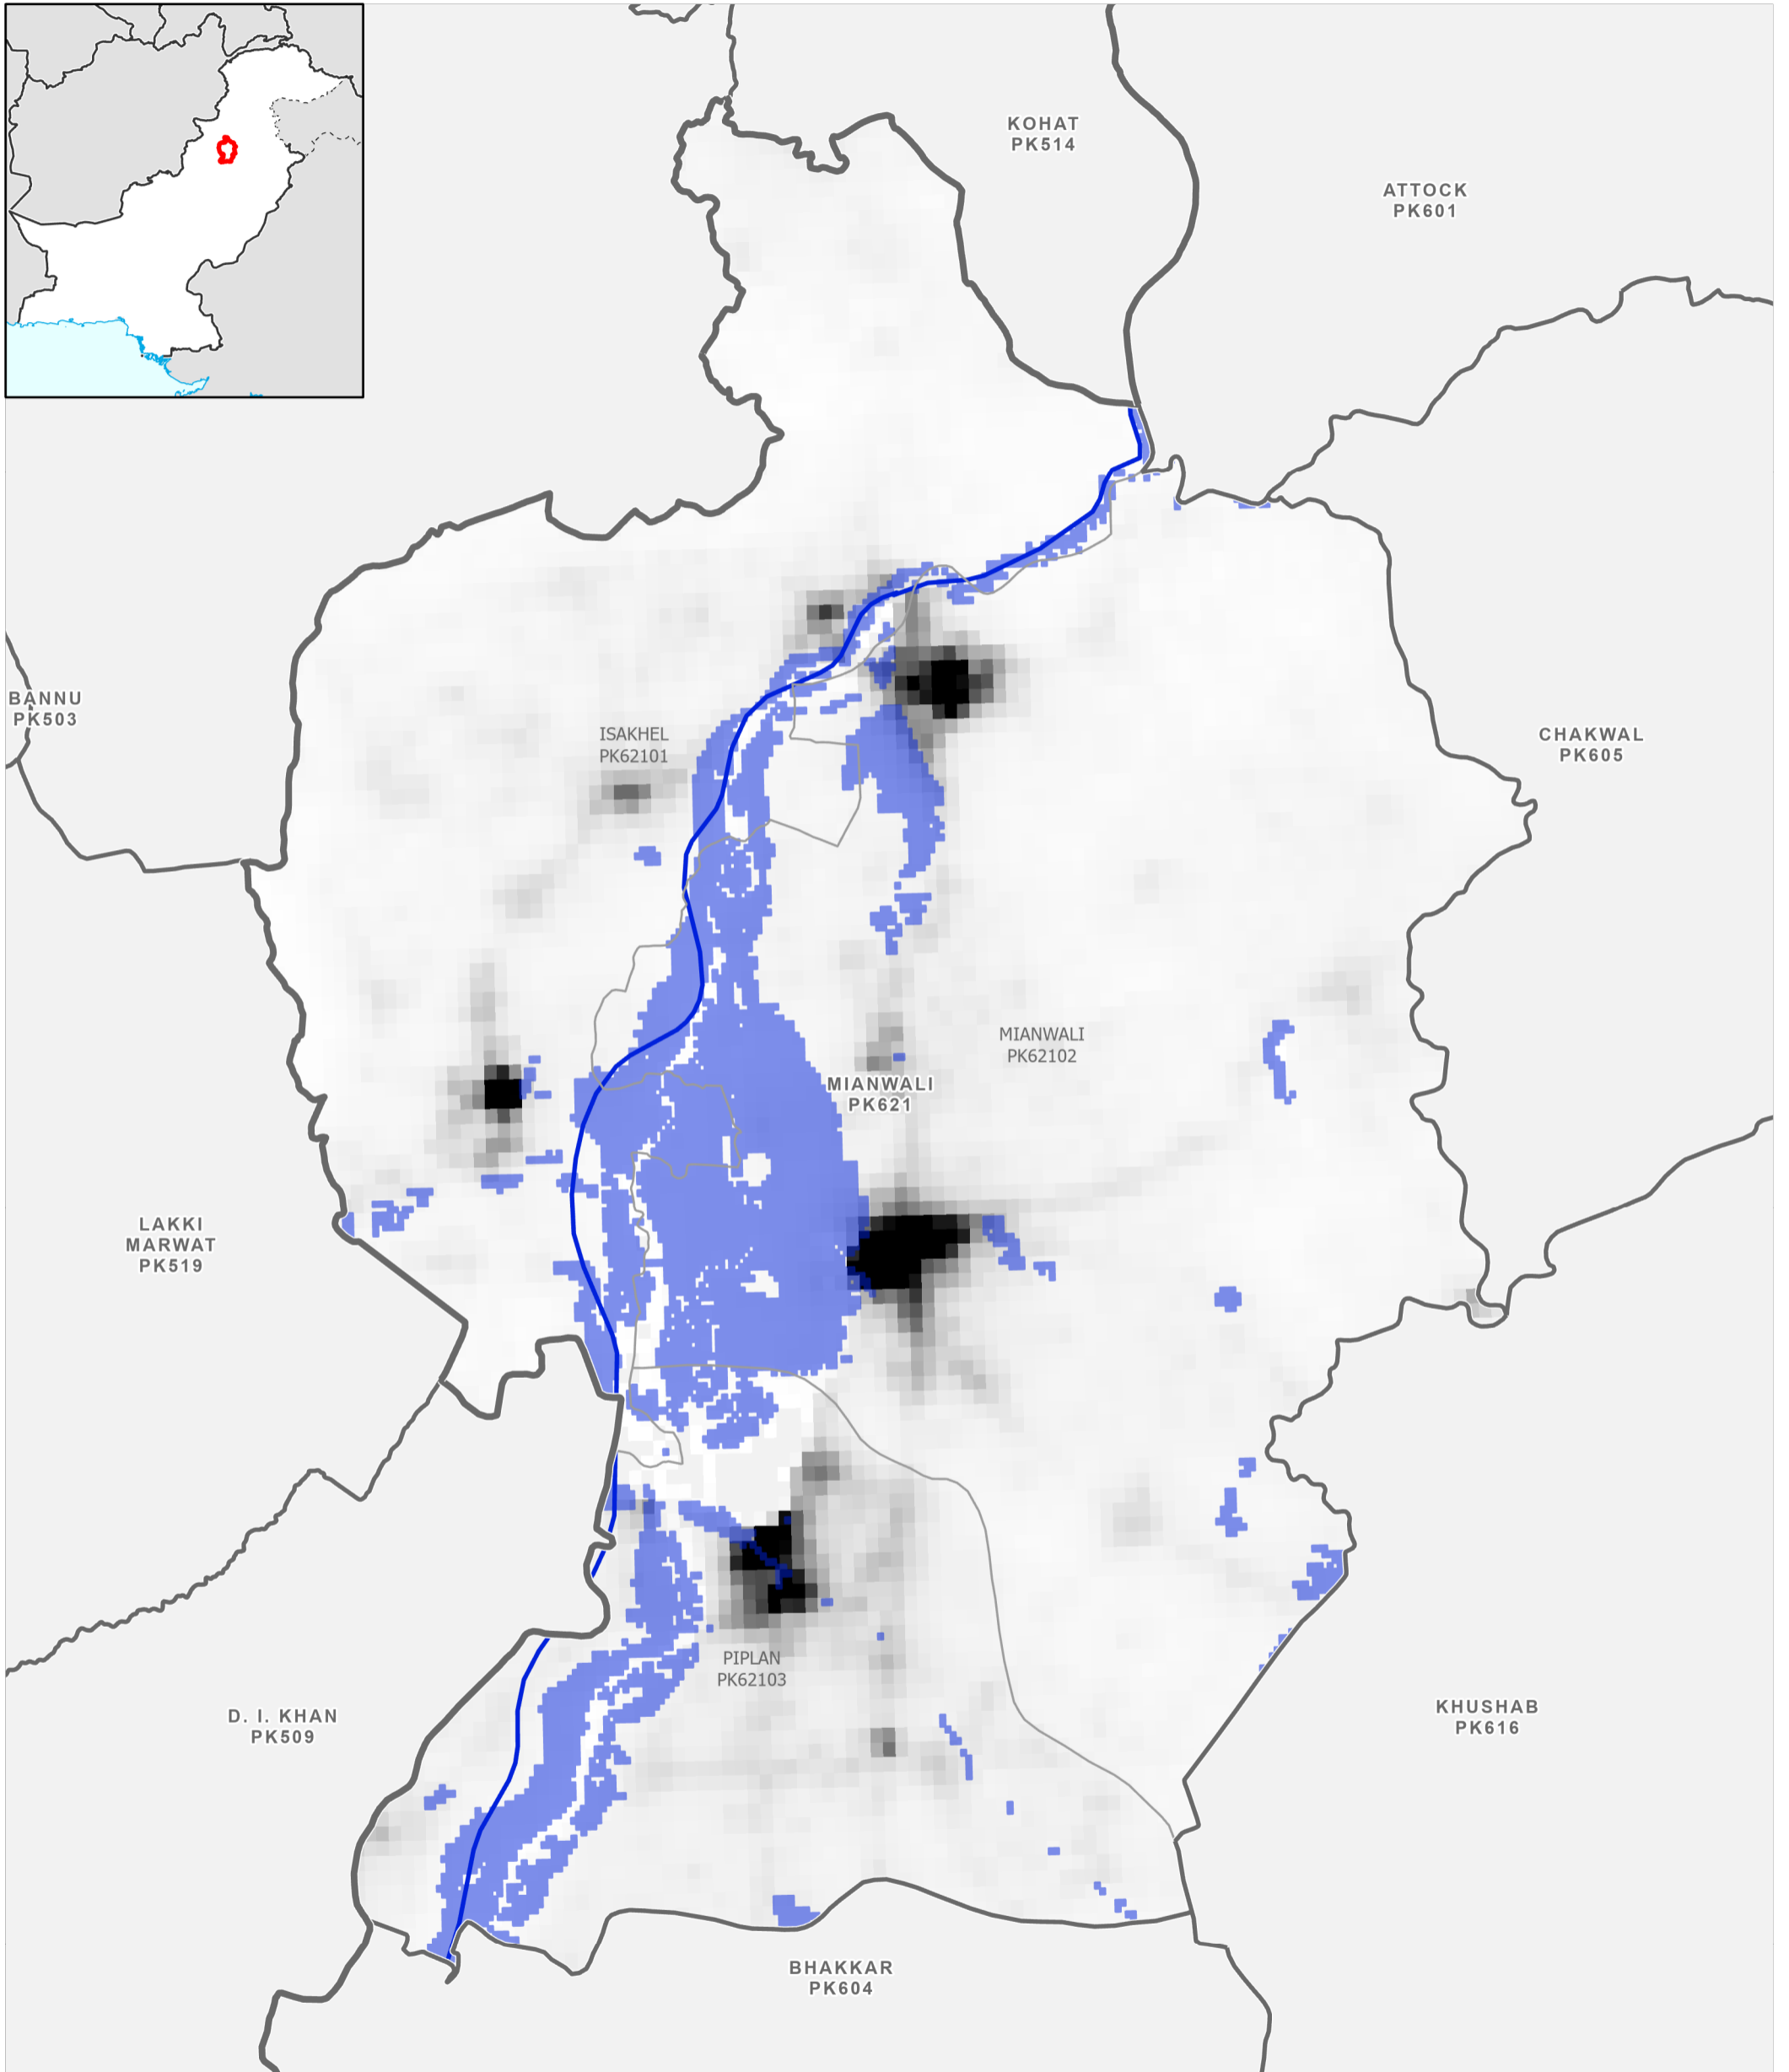 KOHAT
PK514
ATTOCK
PK601
BANNU
PK503
ISAKHEL
PK62101
CHAKWAL
PK605
MIANWALI
PK62102
MIANWALI
PK621
LAKKI
MARWAT
PK519
PIPLAN
PK62103
D. I. KHAN
PK509
KHUSHAB
PK616
BHAKKAR
PK604